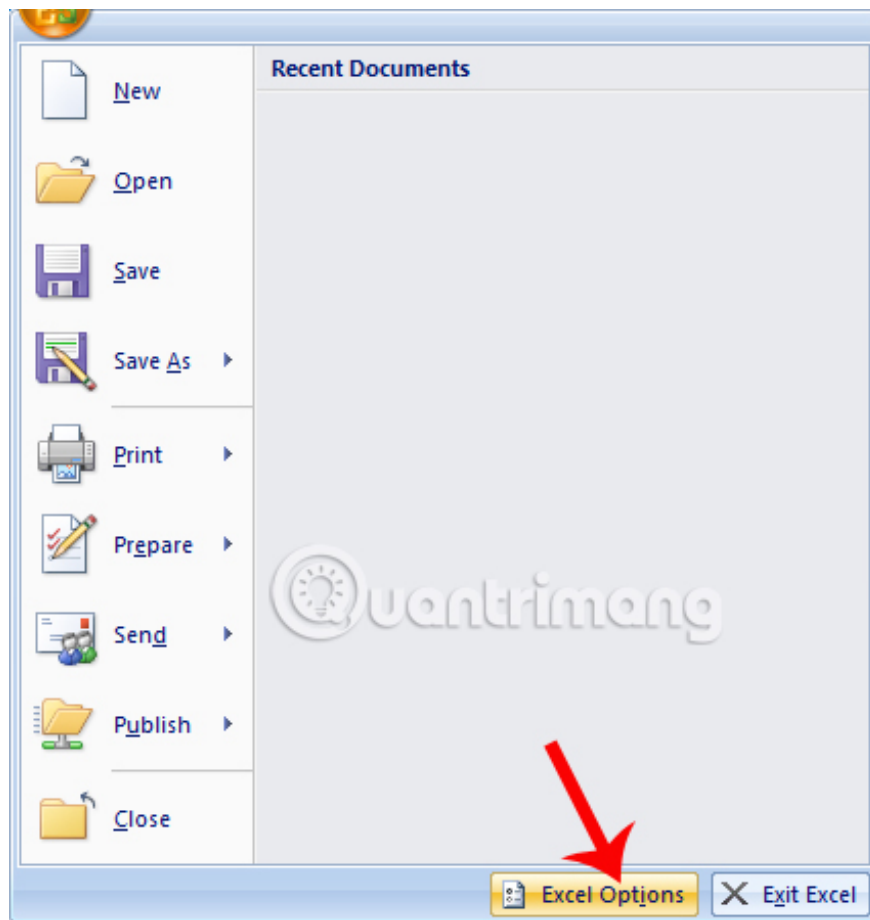 Recent Documents
New
Open
Save
Save As
Print
Prepare
Send
Publish
Close
Quantrimang
Excel Options
Exit Excel